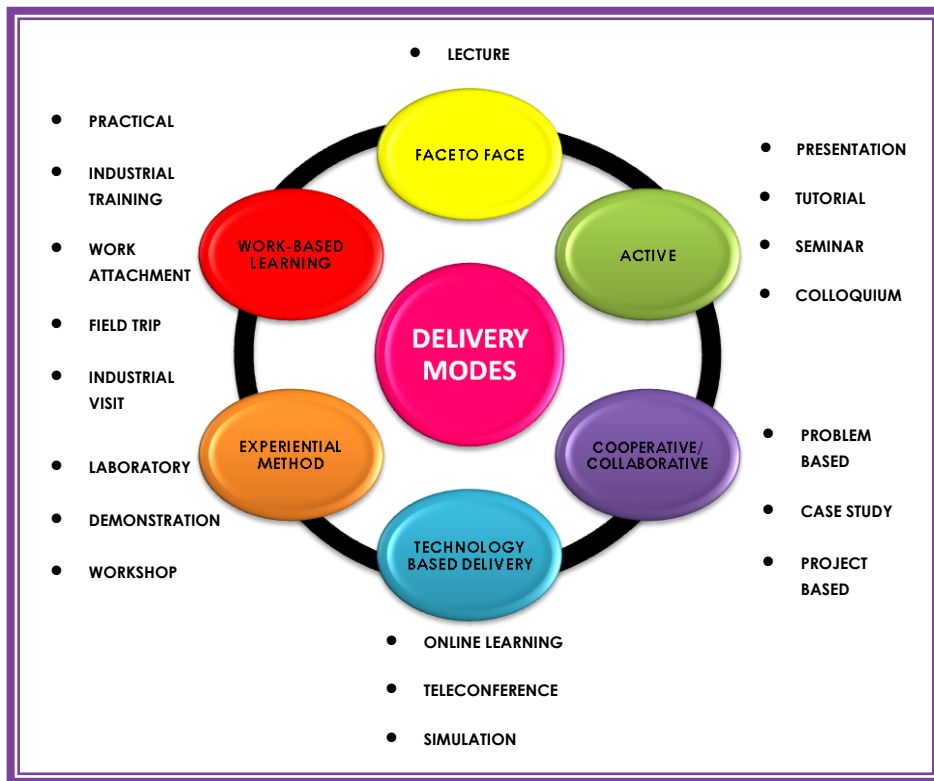 • LECTURE
FACE TO FACE
• PRESENTATION
• TUTORIAL
• SEMINAR
• COLLOQUIUM
ACTIVE
• PROBLEM
BASED
• CASE STUDY
• PROJECT
BASED
COOPERATIVE/
COLLABORATIVE
TECHNOLOGY
BASED DELIVERY
• ONLINE LEARNING
• TELECONFERENCE
• SIMULATION
EXPERIENTIAL
METHOD
• LABORATORY
• DEMONSTRATION
• WORKSHOP
WORK-BASED
LEARNING
• PRACTICAL
• INDUSTRIAL
TRAINING
• WORK
ATTACHMENT
• FIELD TRIP
• INDUSTRIAL
VISIT
DELIVERY
MODES